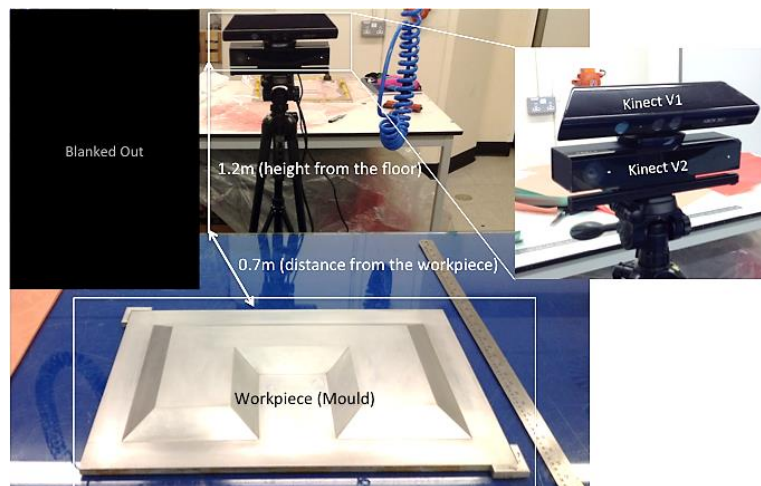 Kinect V1
Blanked Out
Kinect V2
1.2m (height from the floor)
0.7m (distance from the workpiece)
Workpiece (Mould)